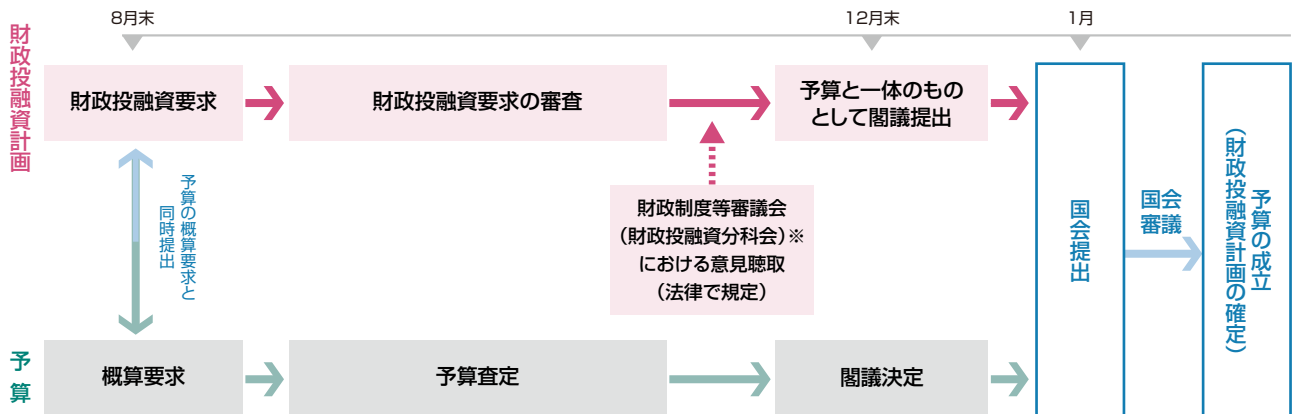 8月末
12月末
1月
財政投融資計画
財政投融資要求
財政投融資要求の審査
予算と一体のもの
として閣議提出
予算の概算要求と
同時提出
財政制度等審議会
（財政投融資分科会）※
における意見聴取
（法律で規定）
国会提出
国会
審議
予算の成立
（財政投融資計画の確定）
予算
概算要求
予算査定
閣議決定